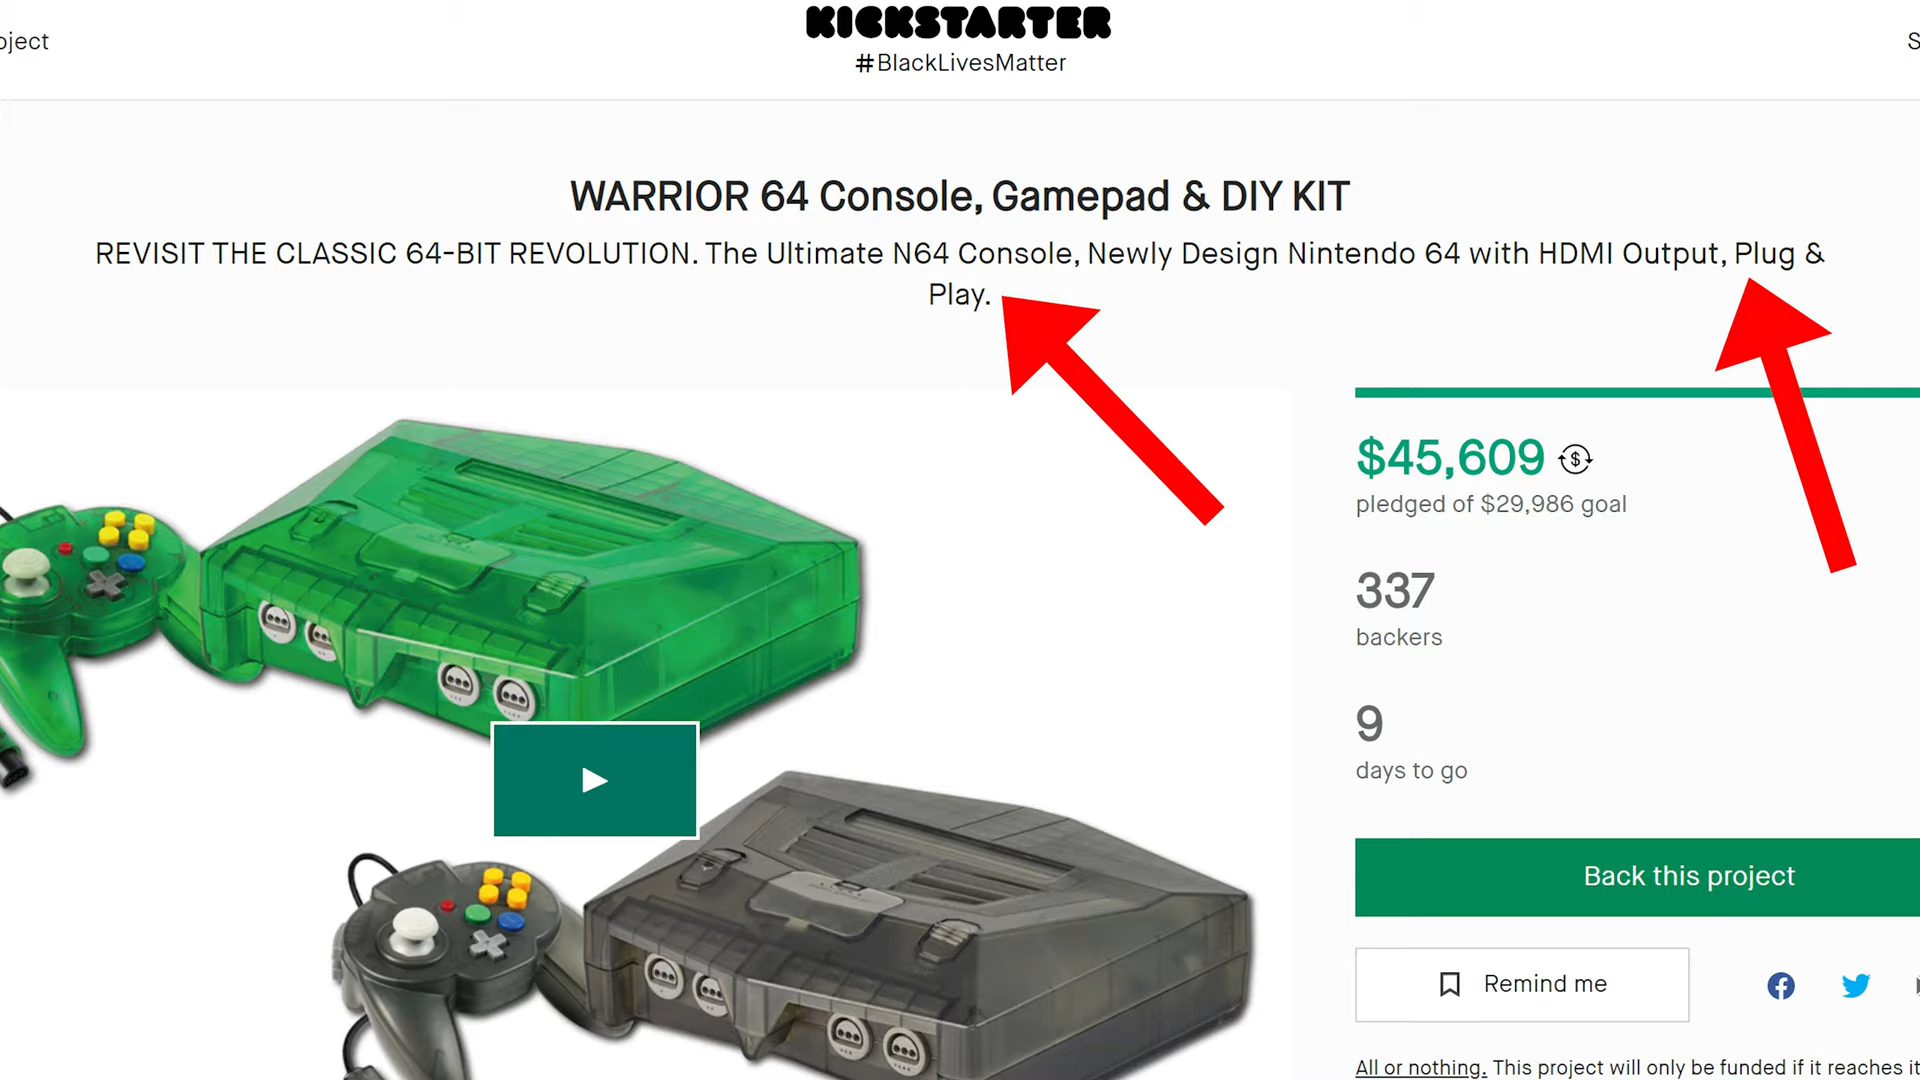 KICKSTARTER
oject
S
#BlackLivesMatter
WARRIOR 64 Console, Gamepad & DIY KIT
REVISIT THE CLASSIC 64-BIT REVOLUTION. The Ultimate N64 Console, Newly Design Nintendo 64 with HDMI Output, Plug &
Play.
$45,609
pledged of $29,986 goal
337
backers
9
days to go
Back this project
Remind me
All or nothing. This project will only be funded if it reaches it